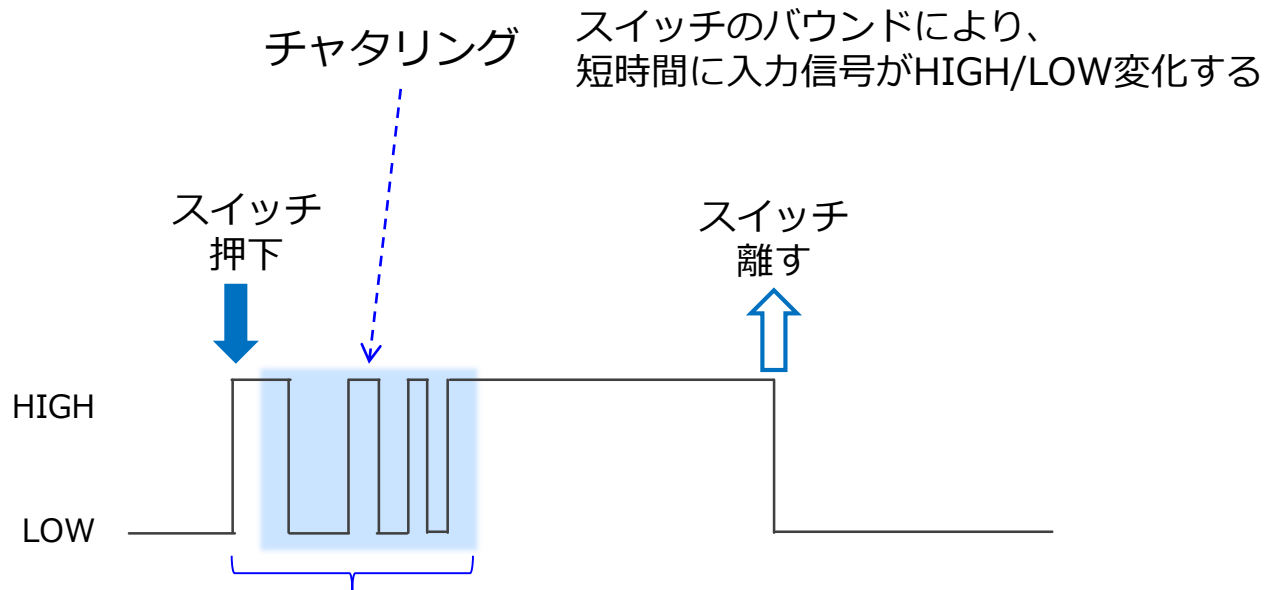 チャタリング
スイッチのバウンドにより、
短時間に入力信号がHIGH/LOW変化する
スイッチ
押下
スイッチ
離す
HIGH
LOW